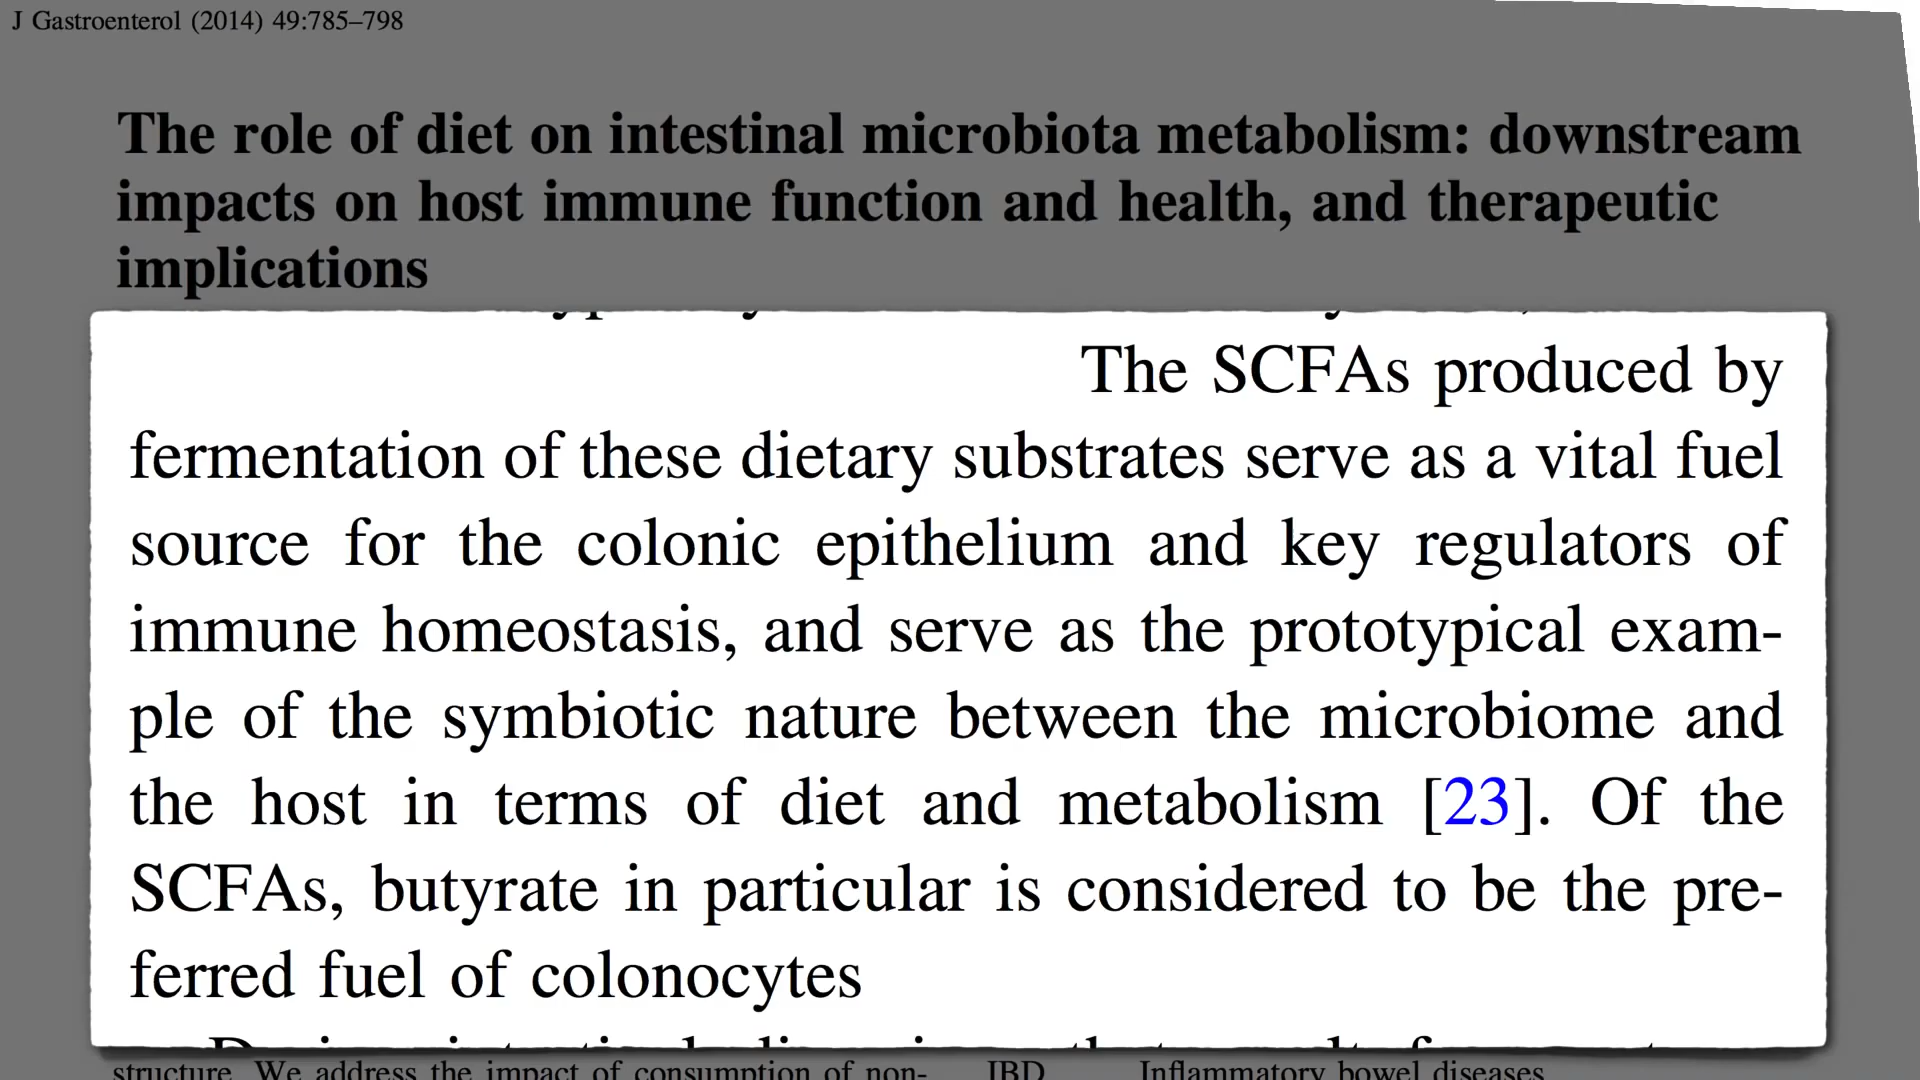 J Gastroenterol (2014) 49:785–798
The role of diet on intestinal microbiota metabolism: downstream
impacts on host immune function and health, and therapeutic
implications
The SCFAs produced by
fermentation of these dietary substrates serve as a vital fuel
source for the colonic epithelium and key regulators of
immune homeostasis, and serve as the prototypical exam-
ple of the symbiotic nature between the microbiome and
the host in terms of diet and metabolism [23]. Of the
SCFAs, butyrate in particular is considered to be the pre-
ferred fuel of colonocytes
structure. We address the impact of consumption of non-
IBD Inflammatory bowel diseases